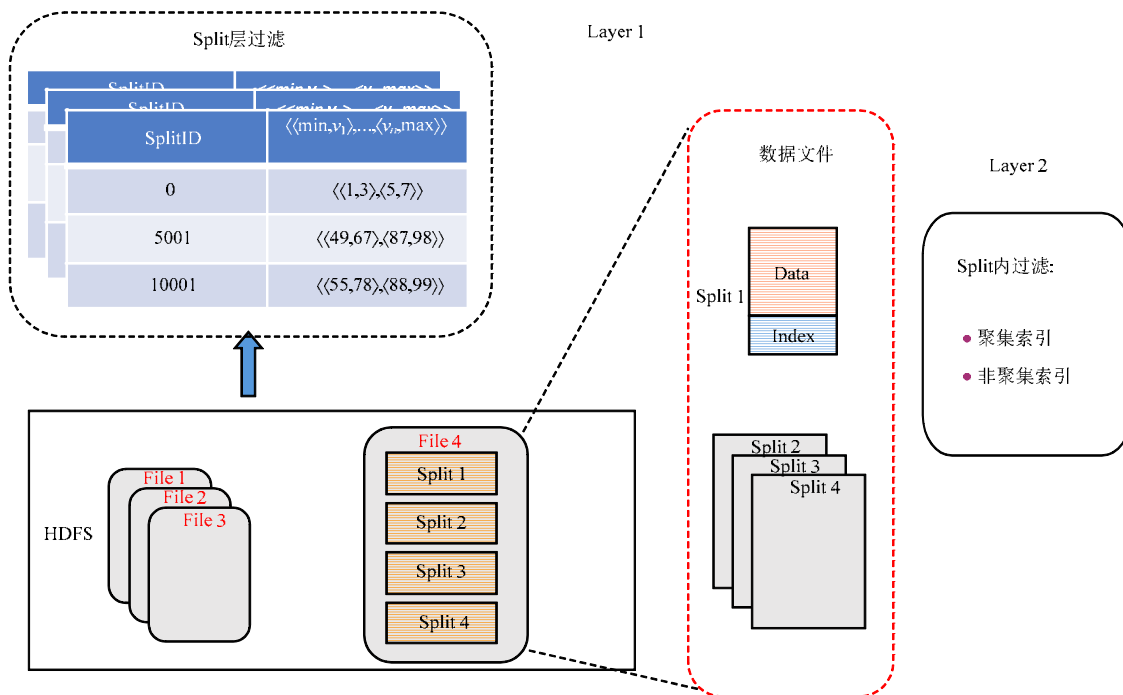 Split层过滤
Layer 1
SplitID
SplitID
SplitID
⟨⟨min,v₁⟩,...,⟨vₙ,max⟩⟩
0
⟨⟨1,3⟩,⟨5,7⟩⟩
5001
⟨⟨49,67⟩,⟨87,98⟩⟩
10001
⟨⟨55,78⟩,⟨88,99⟩⟩
数据文件
Layer 2
Split 1
Data
Index
Split内过滤:
• 聚集索引
• 非聚集索引
Split 2
Split 3
Split 4
HDFS
File 1
File 2
File 3
File 4
Split 1
Split 2
Split 3
Split 4